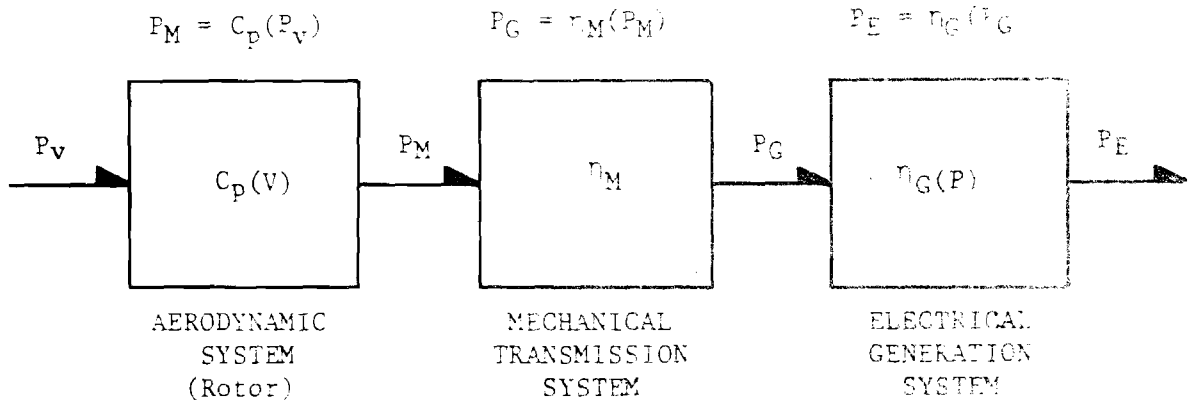 P_M = C_p(P_v)
P_G = η_M(P_M)
P_E = η_G(P_G
P_v
C_p(V)
P_M
η_M
P_G
η_G(P)
P_E
AERODYNAMIC
SYSTEM
(Rotor)
MECHANICAL
TRANSMISSION
SYSTEM
ELECTRICAL
GENERATION
SYSTEM